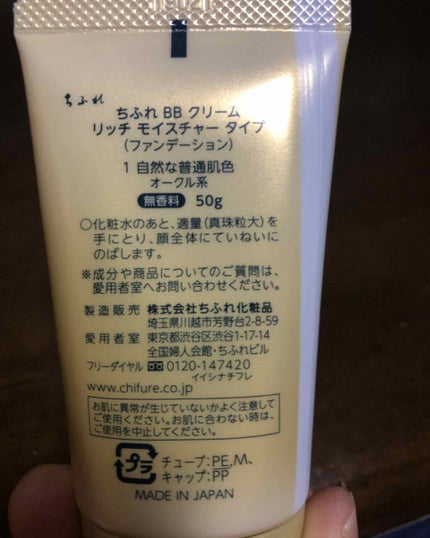 ちふれ
ちふれ BB クリーム
リッチ モイスチャー タイプ
(ファンデーション)
1 自然な普通肌色
オークル系
無香料 50g
○化粧水のあと、適量(真珠粒大)を
手にとり、顔全体にていねいに
のばします。
※成分や商品についてのご質問は、
愛用者室へお問い合わせください。
製造販売 株式会社ちふれ化粧品
埼玉県川越市芳野台2-8-59
愛用者室 東京都渋谷区渋谷1-17-14
全国婦人会館・ちふれビル
フリーダイヤル 0120-147420
イイシナチフレ
www.chifure.co.jp
お肌に異常が生じていないかよく注意して
ご使用ください。お肌に合わない時は、
ご使用を中止してください。
プラ チューブ:PE,M、
キャップ:PP
MADE IN JAPAN